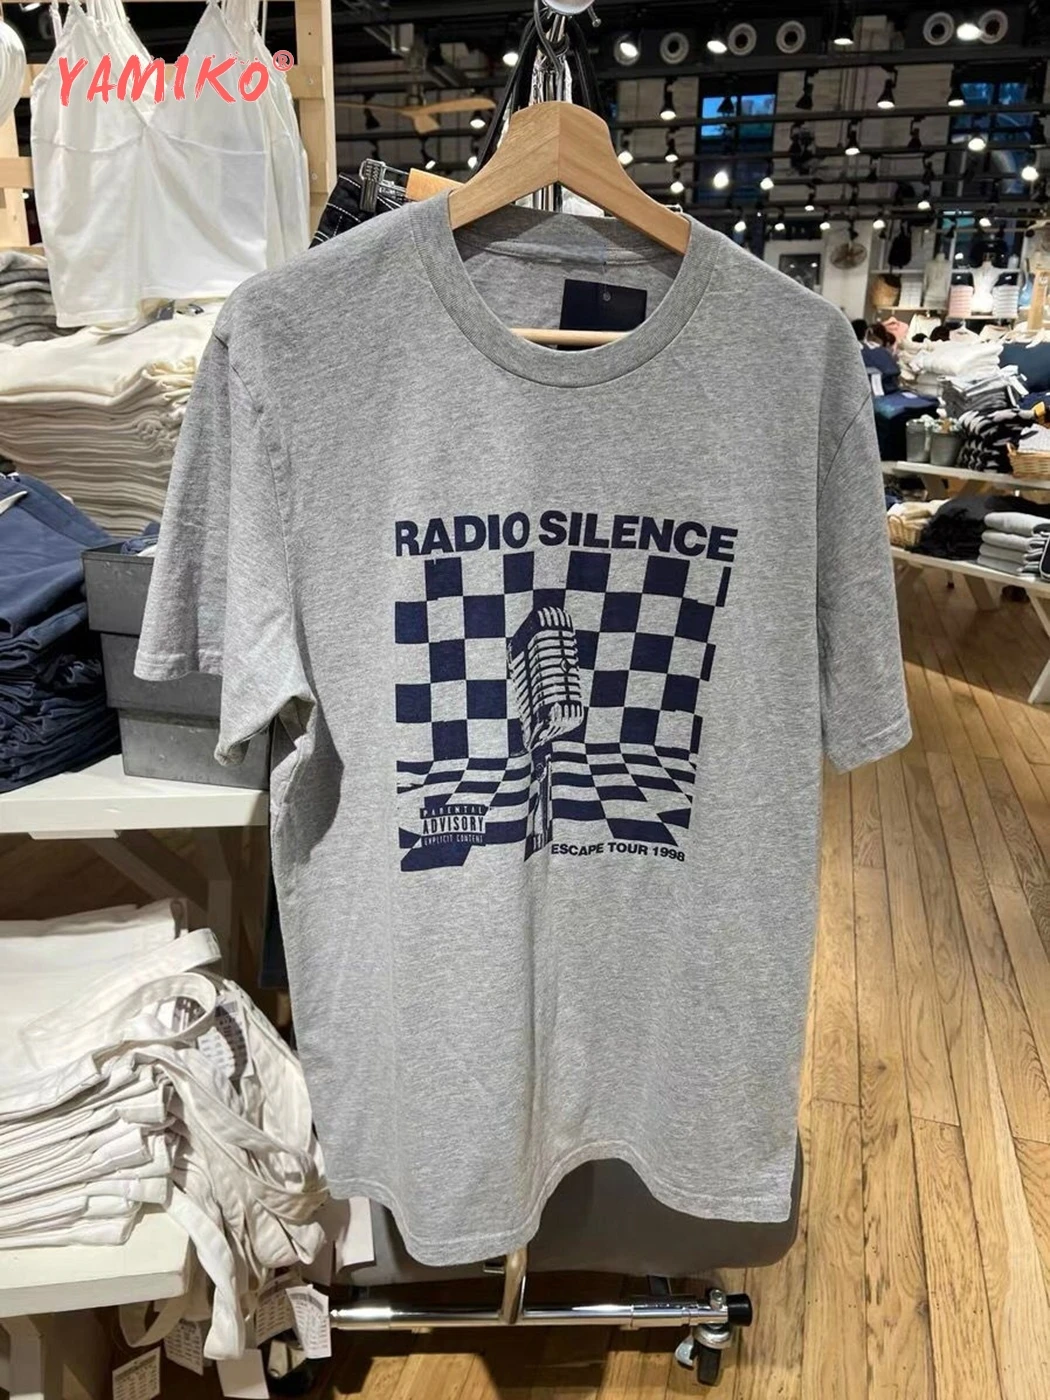 YAMIKO®
RADIO SILENCE
PARENTAL
ADVISORY
EXPLICIT CONTENT
ESCAPE TOUR 1998